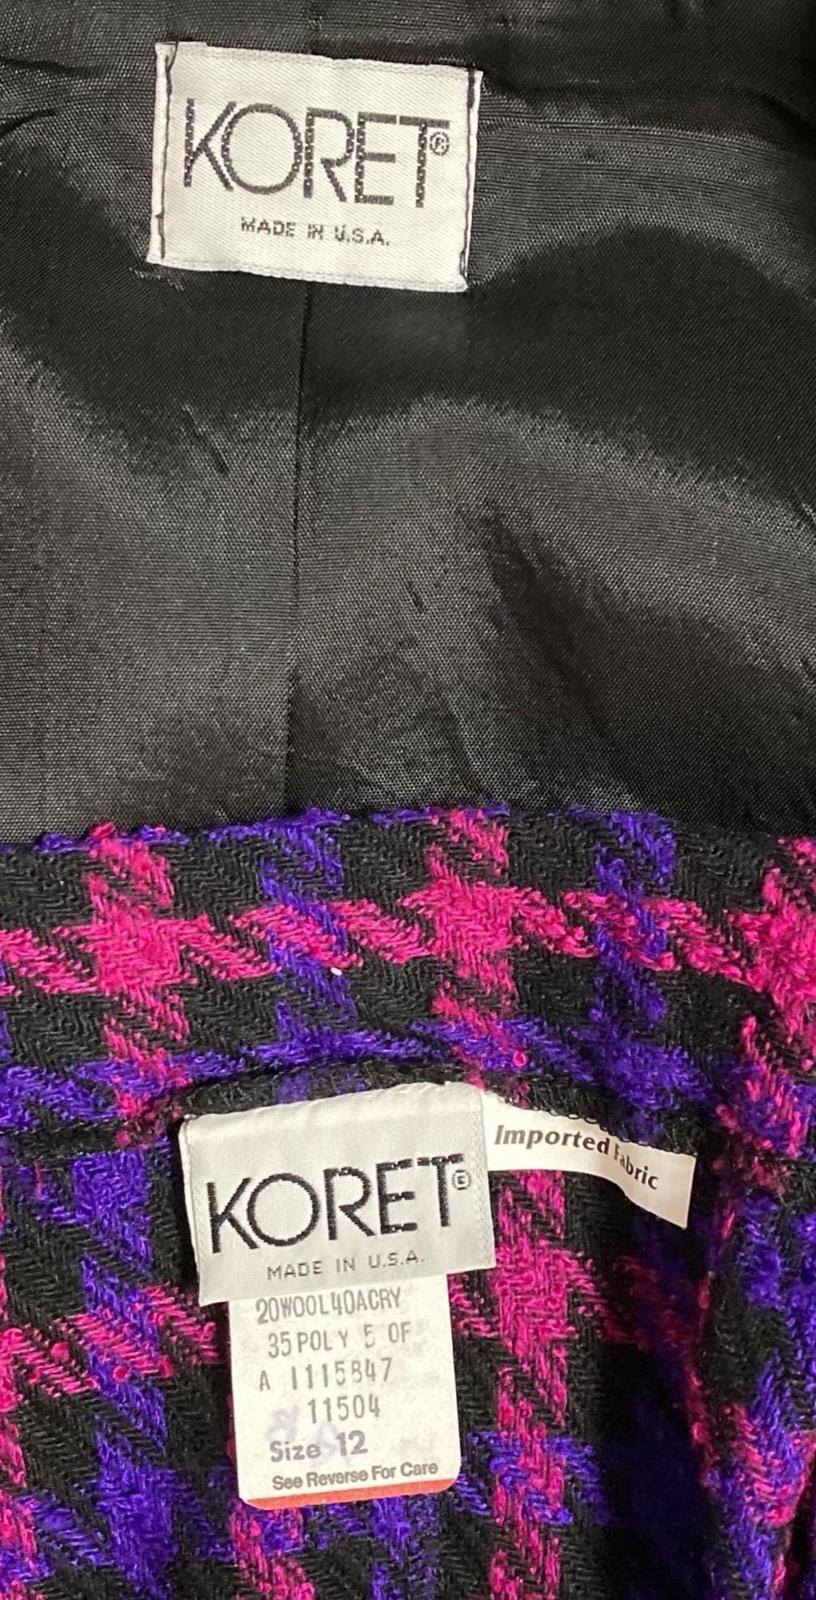 KORET®
MADE IN U.S.A.
Imported Fabric
KORET®
MADE IN U.S.A.
20WOOL40ACRY
35POLY 5 OF
A 1115847
11504
Size 12
See Reverse For Care